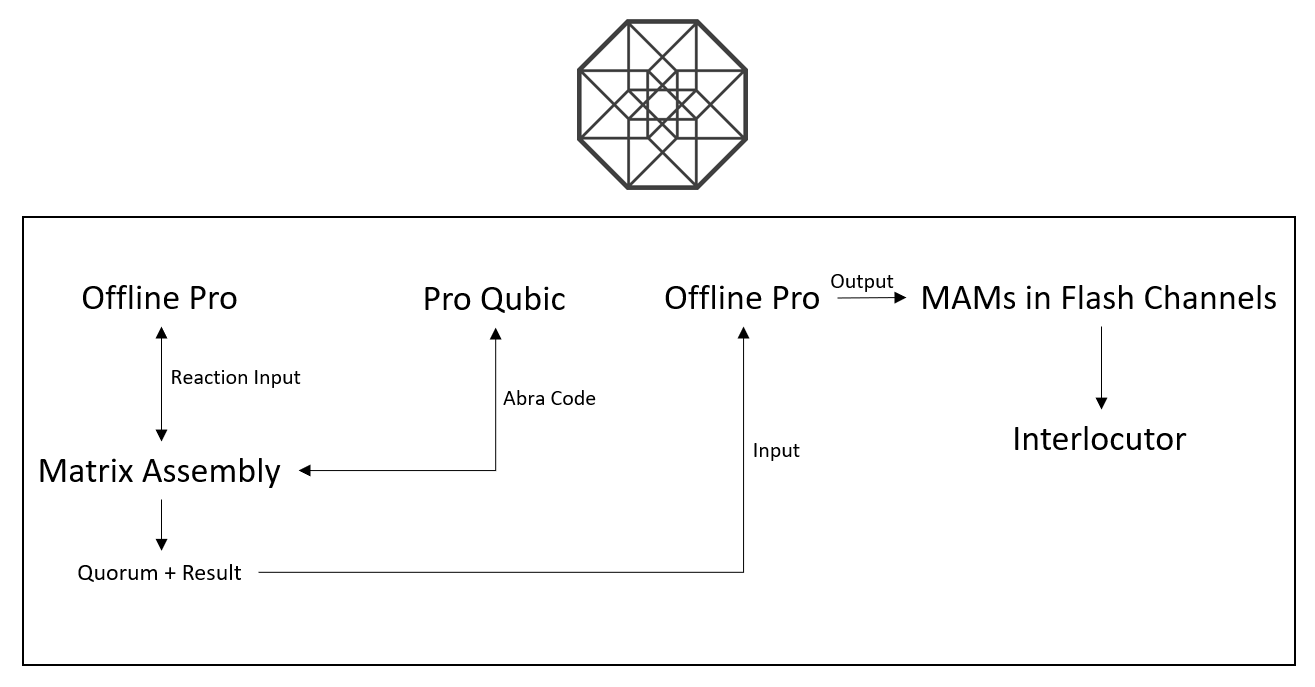 Offline Pro
Pro Qubic
Offline Pro
Output
MAMs in Flash Channels
Reaction Input
Abra Code
Input
Interlocutor
Matrix Assembly
Quorum + Result